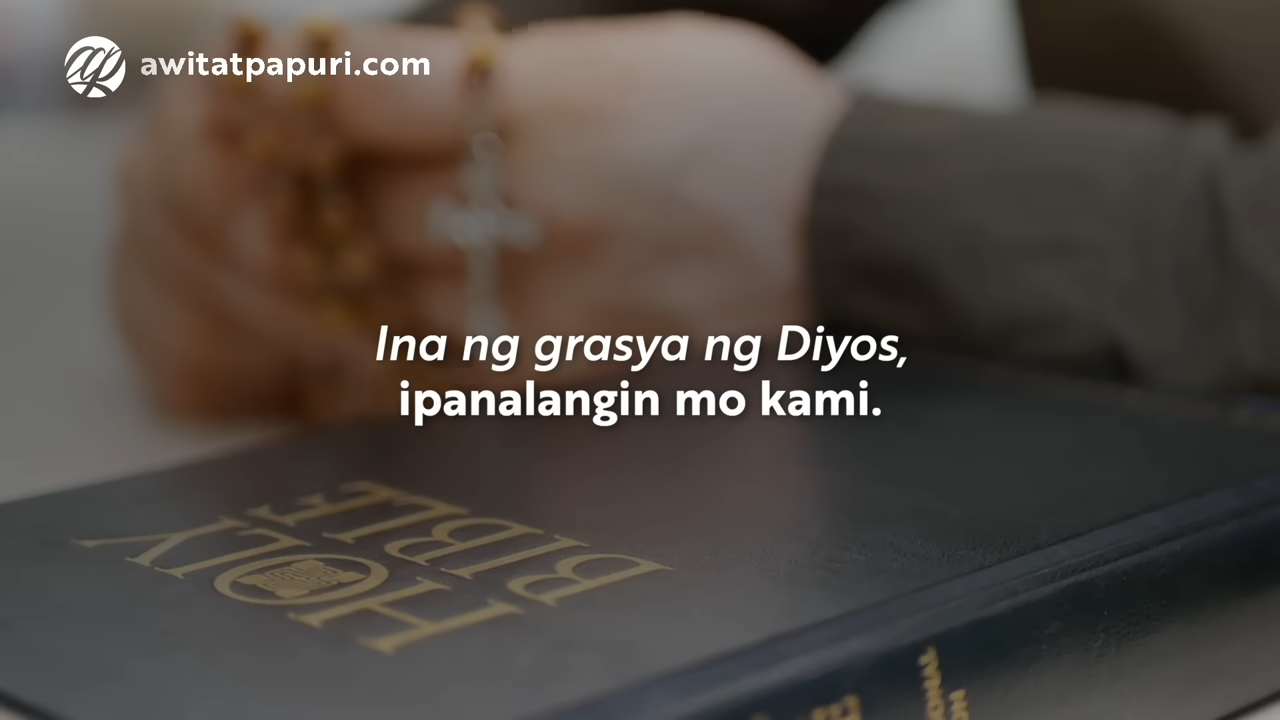 awitatpapuri.com
Ina ng grasya ng Diyos,
ipanalangin mo kami.
HOLY
BIBLE